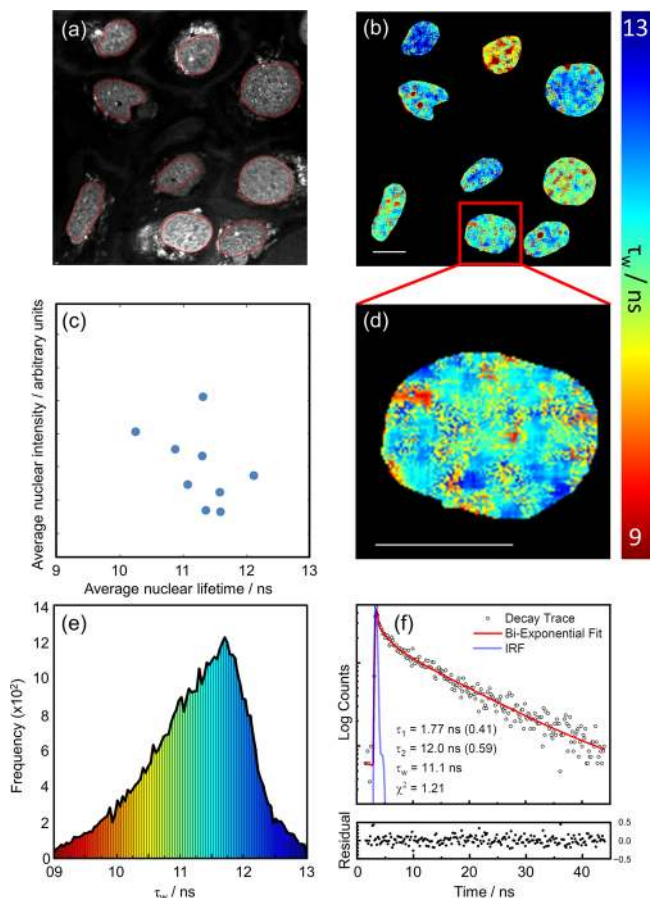 (a)
(b)
13
τw / ns
9
(c)
Average nuclear intensity / arbitrary units
9 10 11 12 13
Average nuclear lifetime / ns
(d)
(e)
14
12
10
8
6
4
2
0
Frequency (x10²)
09 10 11 12 13
τw / ns
(f)
Decay Trace
Bi-Exponential Fit
IRF
Log Counts
τ1 = 1.77 ns (0.41)
τ2 = 12.0 ns (0.59)
τw = 11.1 ns
χ² = 1.21
Residual
0.5
0.0
−0.5
0 10 20 30 40
Time / ns